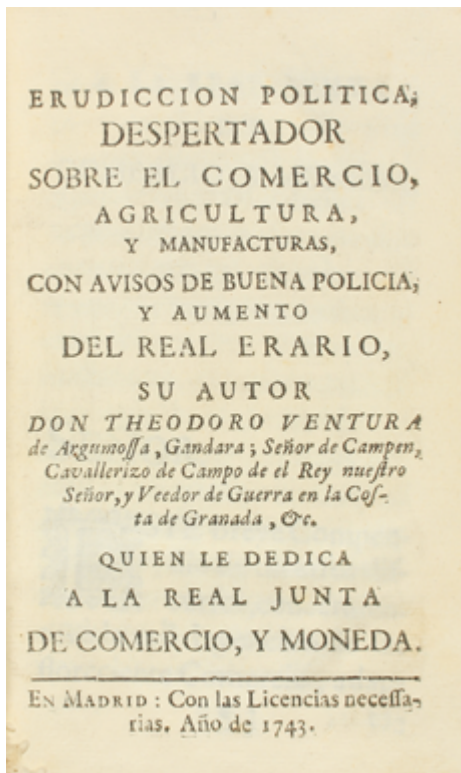 ERUDICCION POLITICA;
DESPERTADOR
SOBRE EL COMERCIO,
AGRICULTURA,
Y MANUFACTURAS,
CON AVISOS DE BUENA POLICIA,
Y AUMENTO
DEL REAL ERARIO,
SU AUTOR
DON THEODORO VENTURA
de Argumoſſa, Gandara; Señor de Campen,
Cavallerizo de Campo de el Rey nueſtro
Señor, y Veedor de Guerra en la Coſ-
ta de Granada, &c.
QUIEN LE DEDICA
A LA REAL JUNTA
DE COMERCIO, Y MONEDA.
EN MADRID: Con las Licencias neceſſa-
rias. Año de 1743.